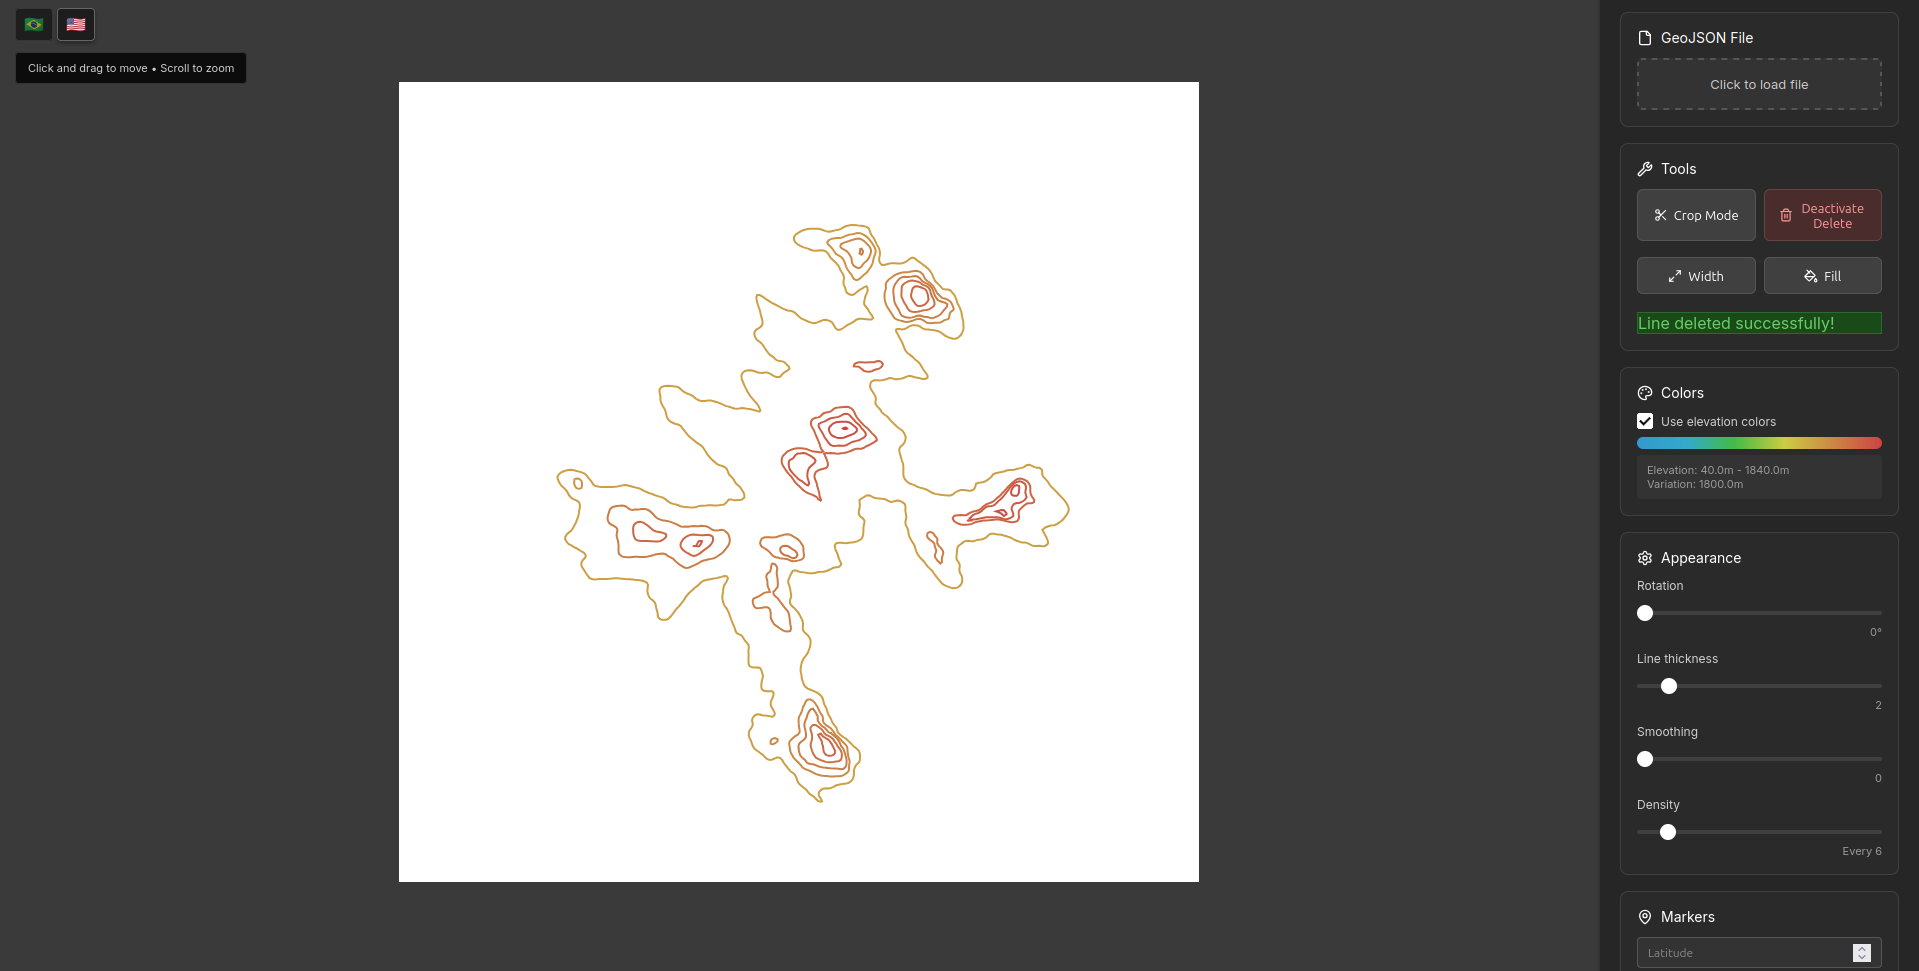 Click and drag to move • Scroll to zoom
GeoJSON File
Click to load file
Tools
Crop Mode
Deactivate
Delete
Width
Fill
Line deleted successfully!
Colors
Use elevation colors
Elevation: 40.0m - 1840.0m
Variation: 1800.0m
Appearance
Rotation
0°
Line thickness
2
Smoothing
0
Density
Every 6
Markers
Latitude